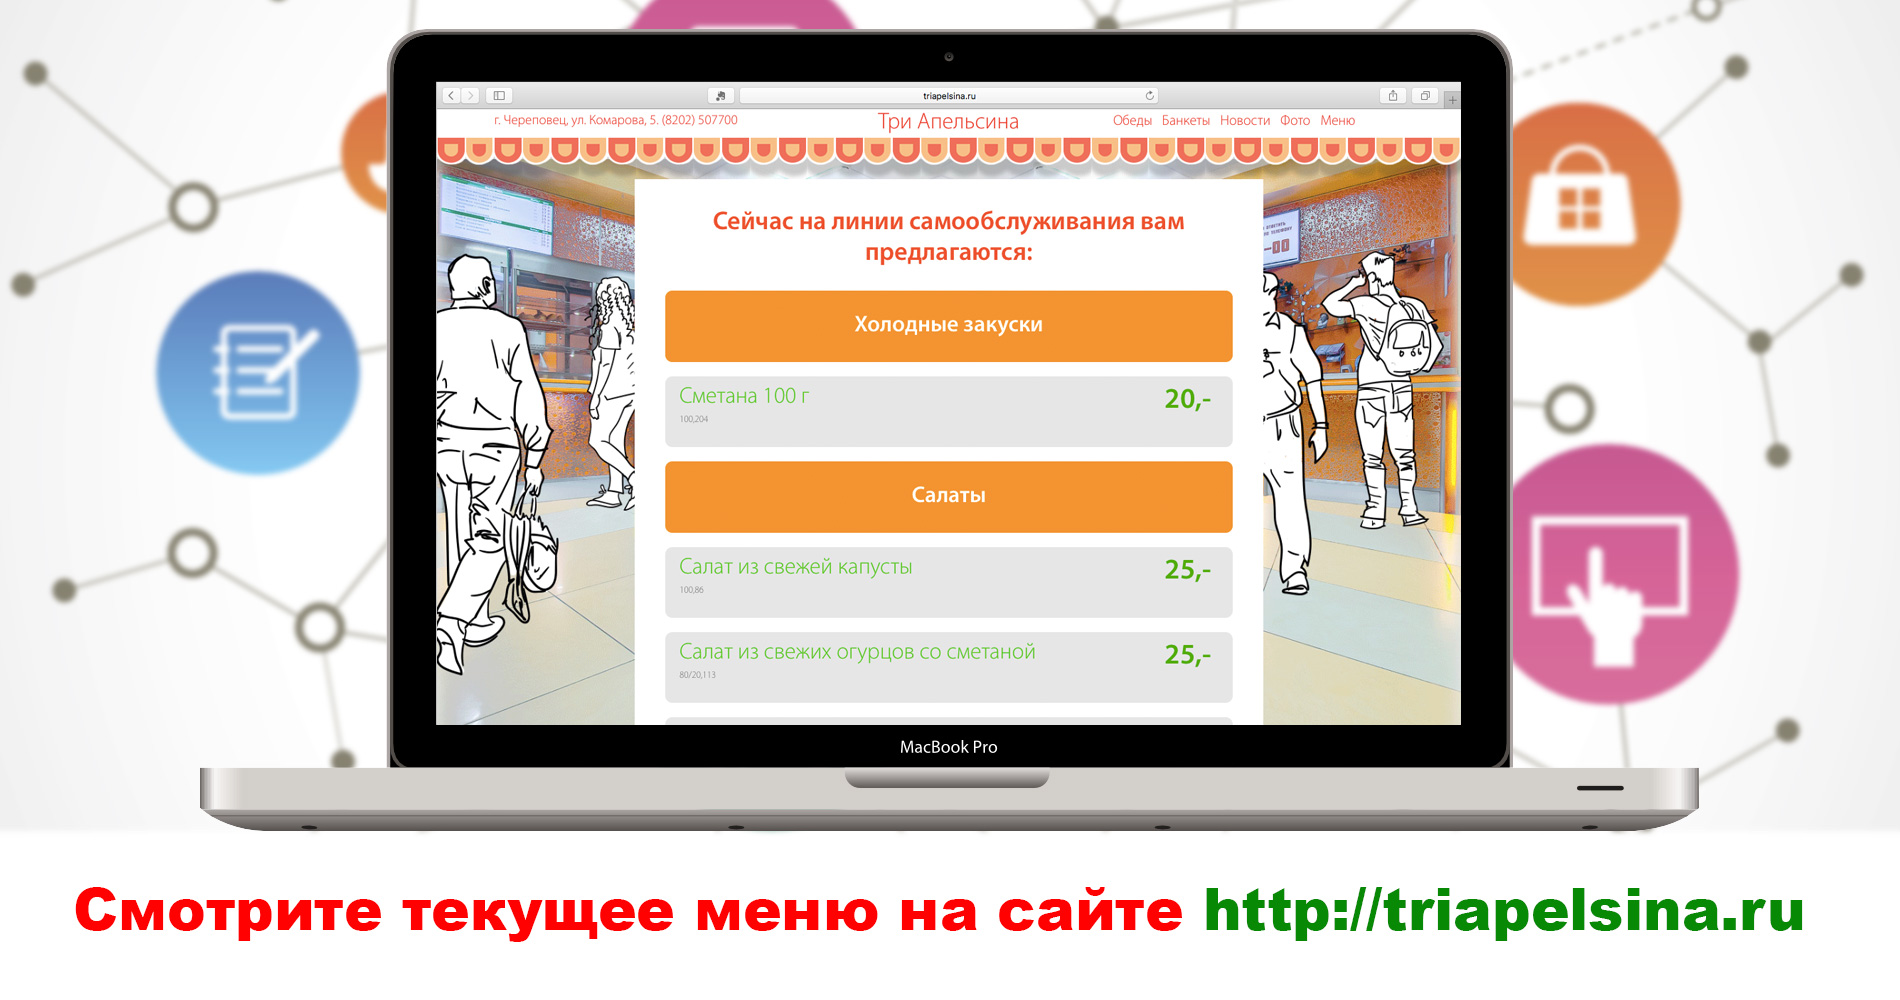 triapelsina.ru
г. Череповец, ул. Комарова, 5. (8202) 507700
Три Апельсина
Обеды Банкеты Новости Фото Меню
Сейчас на линии самообслуживания вам
предлагаются:
Холодные закуски
Сметана 100 г 20,-
100,204
Салаты
Салат из свежей капусты 25,-
100,86
Салат из свежих огурцов со сметаной 25,-
80/20,113
MacBook Pro
Смотрите текущее меню на сайте http://triapelsina.ru